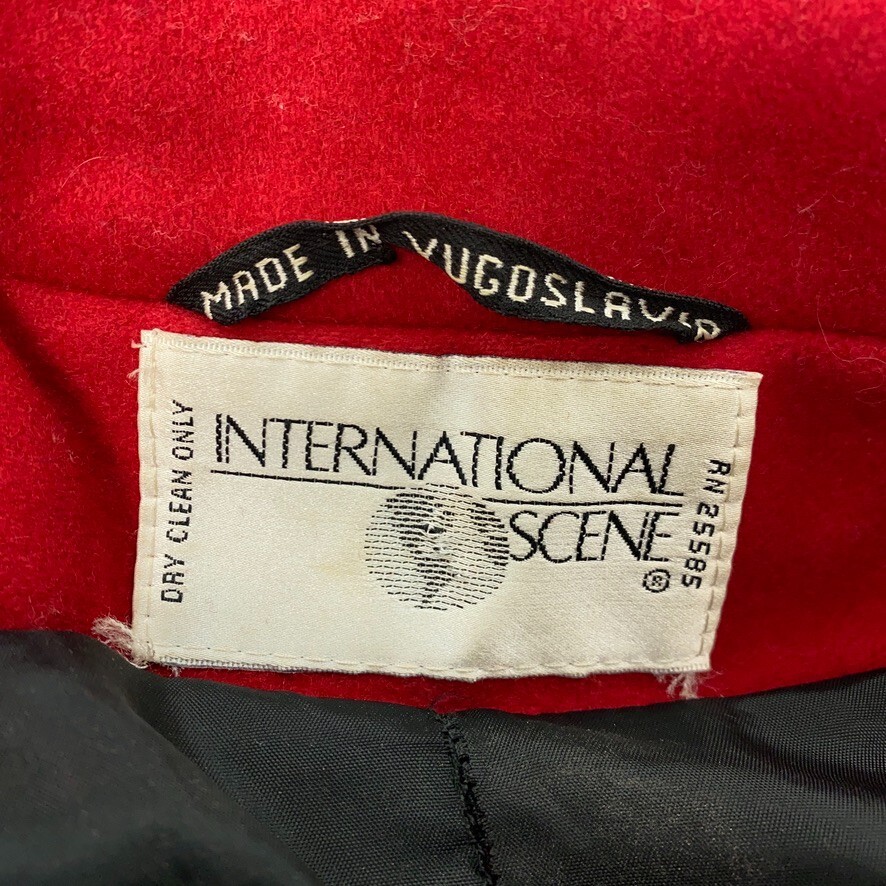 MADE IN YUGOSLAVIA
DRY CLEAN ONLY
INTERNATIONAL
SCENE
®
RN 25585